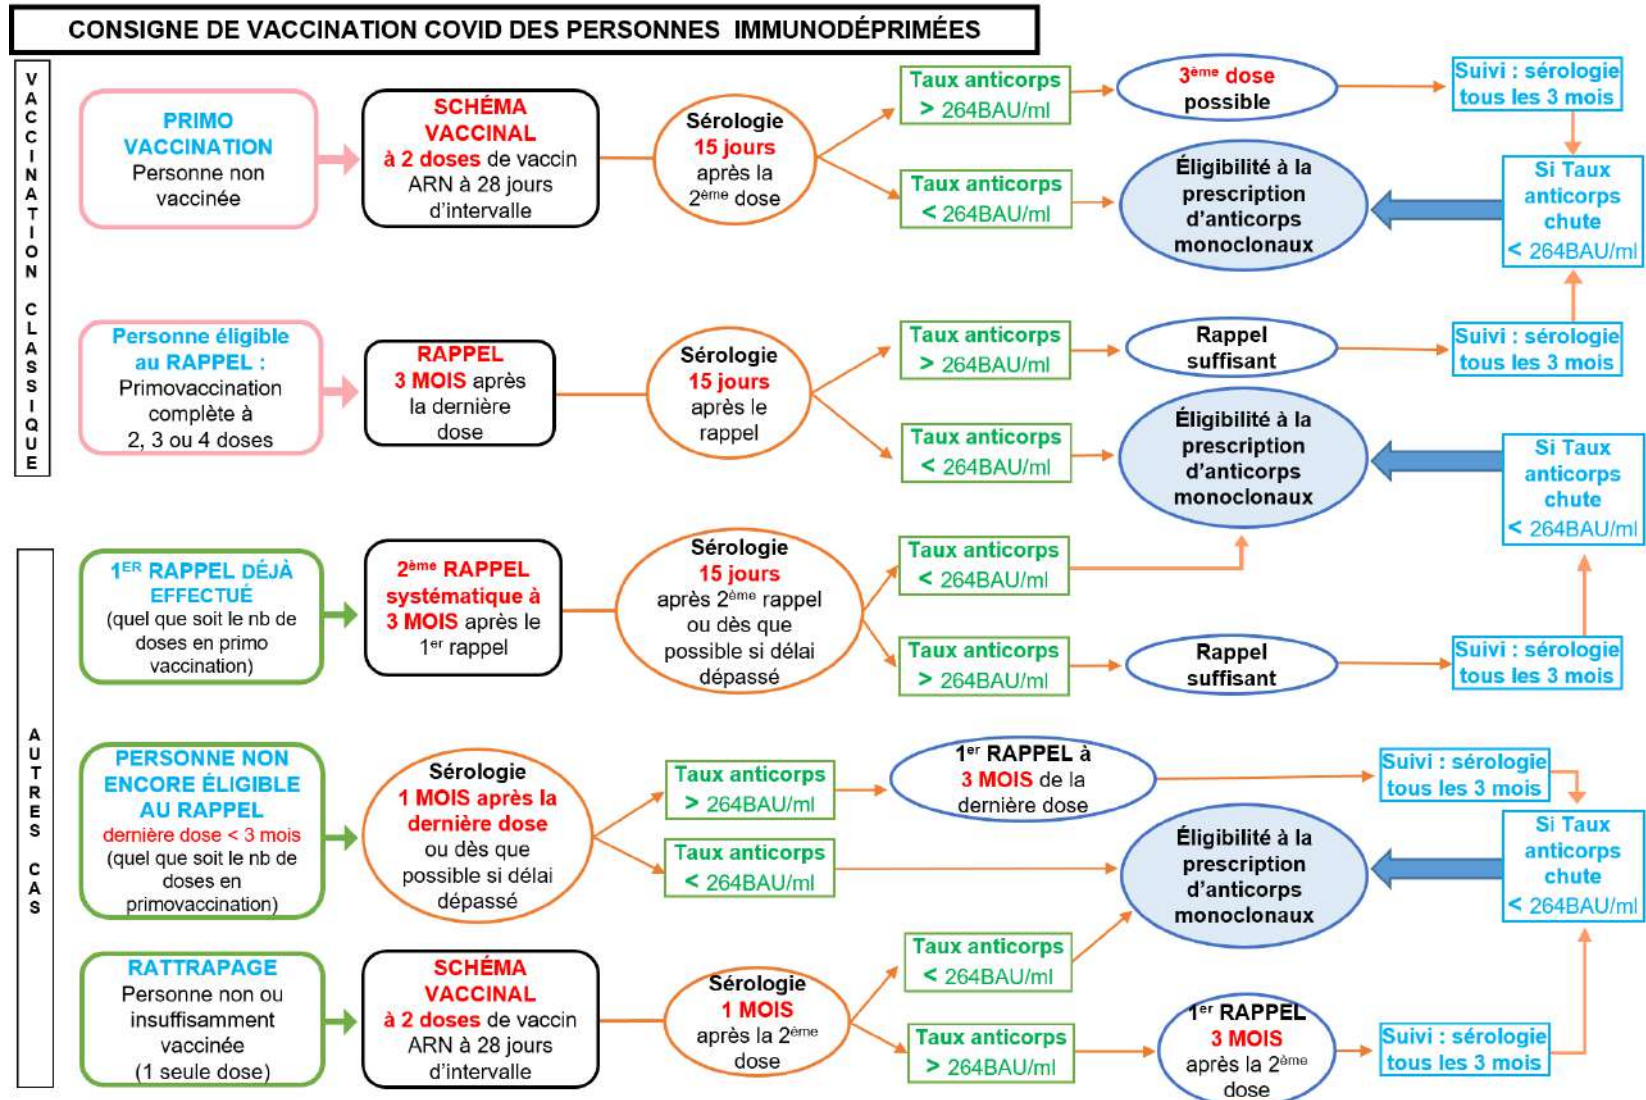 CONSIGNE DE VACCINATION COVID DES PERSONNES IMMUNODÉPRIMÉES
VACCINATION CLASSIQUE
PRIMO
VACCINATION
Personne non
vaccinée
SCHÉMA
VACCINAL
à 2 doses de vaccin
ARN à 28 jours
d'intervalle
Sérologie
15 jours
après la
2ème dose
Taux anticorps
> 264BAU/ml
3ème dose
possible
Suivi : sérologie
tous les 3 mois
Taux anticorps
< 264BAU/ml
Éligibilité à la
prescription
d'anticorps
monoclonaux
Si Taux
anticorps
chute
< 264BAU/ml
Personne éligible
au RAPPEL :
Primovaccination
complète à
2, 3 ou 4 doses
RAPPEL
3 MOIS après
la dernière
dose
Sérologie
15 jours
après le
rappel
Taux anticorps
> 264BAU/ml
Rappel
suffisant
Suivi : sérologie
tous les 3 mois
Taux anticorps
< 264BAU/ml
Éligibilité à la
prescription
d'anticorps
monoclonaux
Si Taux
anticorps
chute
< 264BAU/ml
AUTRES CAS
1ER RAPPEL DÉJÀ
EFFECTUÉ
(quel que soit le nb de
doses en primo
vaccination)
2ème RAPPEL
systématique à
3 MOIS après le
1er rappel
Sérologie
15 jours
après 2ème rappel
ou dès que
possible si délai
dépassé
Taux anticorps
< 264BAU/ml
Taux anticorps
> 264BAU/ml
Rappel
suffisant
Suivi : sérologie
tous les 3 mois
PERSONNE NON
ENCORE ÉLIGIBLE
AU RAPPEL
dernière dose < 3 mois
(quel que soit le nb de
doses en
primovaccination)
Sérologie
1 MOIS après la
dernière dose
ou dès que
possible si délai
dépassé
Taux anticorps
> 264BAU/ml
1er RAPPEL à
3 MOIS de la
dernière dose
Suivi : sérologie
tous les 3 mois
Taux anticorps
< 264BAU/ml
Éligibilité à la
prescription
d'anticorps
monoclonaux
Si Taux
anticorps
chute
< 264BAU/ml
RATTRAPAGE
Personne non ou
insuffisamment
vaccinée
(1 seule dose)
SCHÉMA
VACCINAL
à 2 doses de vaccin
ARN à 28 jours
d'intervalle
Sérologie
1 MOIS
après la 2ème
dose
Taux anticorps
< 264BAU/ml
Taux anticorps
> 264BAU/ml
1er RAPPEL
3 MOIS
après la 2ème
dose
Suivi : sérologie
tous les 3 mois